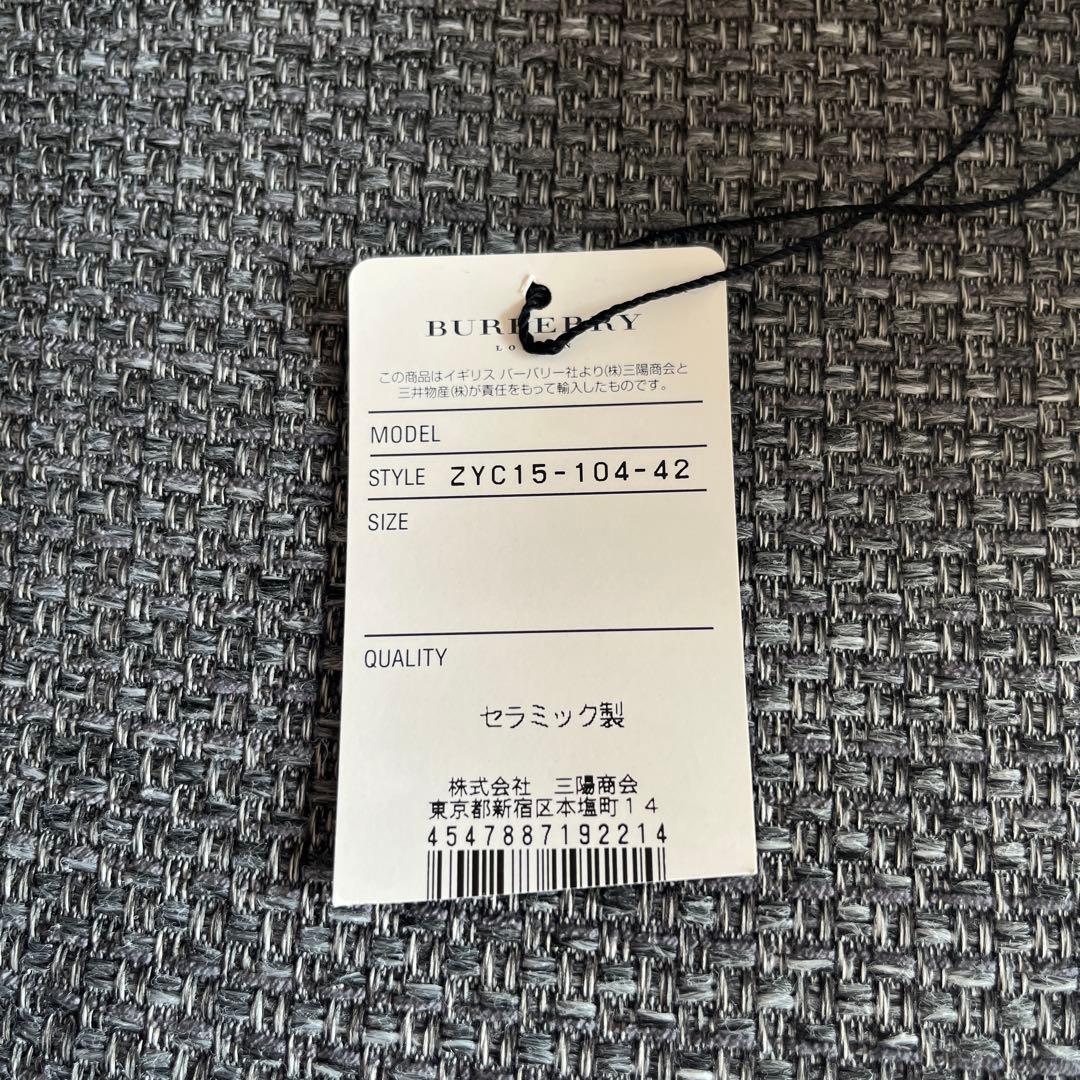 BURBERRY
LONDON
この商品はイギリス バーバリー社より(株)三陽商会と
三井物産(株)が責任をもって輸入したものです。
MODEL
STYLE ZYC15-104-42
SIZE
QUALITY
セラミック製
株式会社 三陽商会
東京都新宿区本塩町14
4547887192214